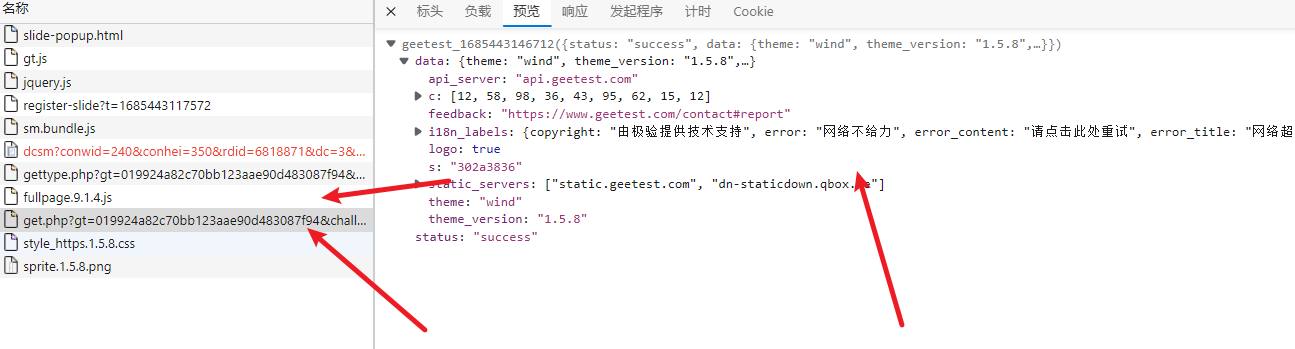 名称
slide-popup.html
gt.js
jquery.js
register-slide?t=1685443117572
sm.bundle.js
dcsm?conwid=240&conhei=350&rdid=6818871&dc=3&...
gettype.php?gt=019924a82c70bb123aae90d483087f94&...
fullpage.9.1.4.js
get.php?gt=019924a82c70bb123aae90d483087f94&chall...
style_https.1.5.8.css
sprite.1.5.8.png
标头 负载 预览 响应 发起程序 计时 Cookie
geetest_1685443146712({status: "success", data: {theme: "wind", theme_version: "1.5.8",…}})
data: {theme: "wind", theme_version: "1.5.8",…}
api_server: "api.geetest.com"
c: [12, 58, 98, 36, 43, 95, 62, 15, 12]
feedback: "https://www.geetest.com/contact#report"
i18n_labels: {copyright: "由极验提供技术支持", error: "网络不给力", error_content: "请点击此处重试", error_title: "网络超
logo: true
s: "302a3836"
static_servers: ["static.geetest.com", "dn-staticdown.qbox.me"]
theme: "wind"
theme_version: "1.5.8"
status: "success"